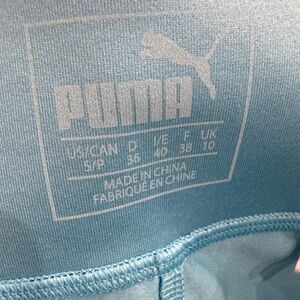 PUMA
US/CAN D I/E F UK
S/P 36 40 38 10
MADE IN CHINA
FABRIQUÉ EN CHINE